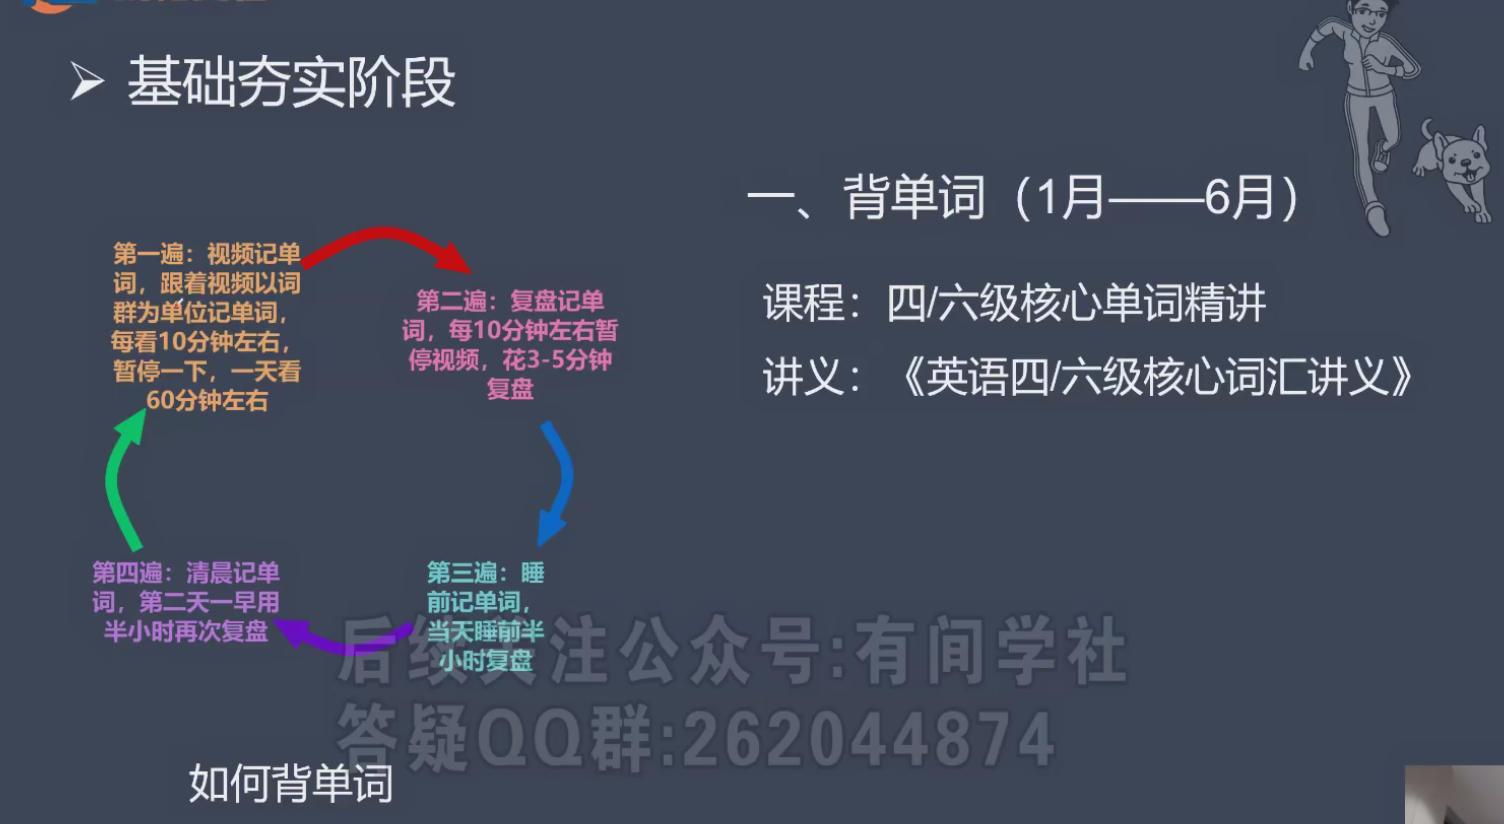 基础夯实阶段
一、背单词（1月——6月）
课程：四/六级核心单词精讲
讲义：《英语四/六级核心词汇讲义》
第一遍：视频记单
词，跟着视频以词
群为单位记单词，
每看10分钟左右，
暂停一下，一天看
60分钟左右
第二遍：复盘记单
词，每10分钟左右暂
停视频，花3-5分钟
复盘
第三遍：睡
前记单词，
当天睡前半
小时复盘
第四遍：清晨记单
词，第二天一早用
半小时再次复盘
后续关注公众号:有间学社
答疑QQ群:262044874
如何背单词